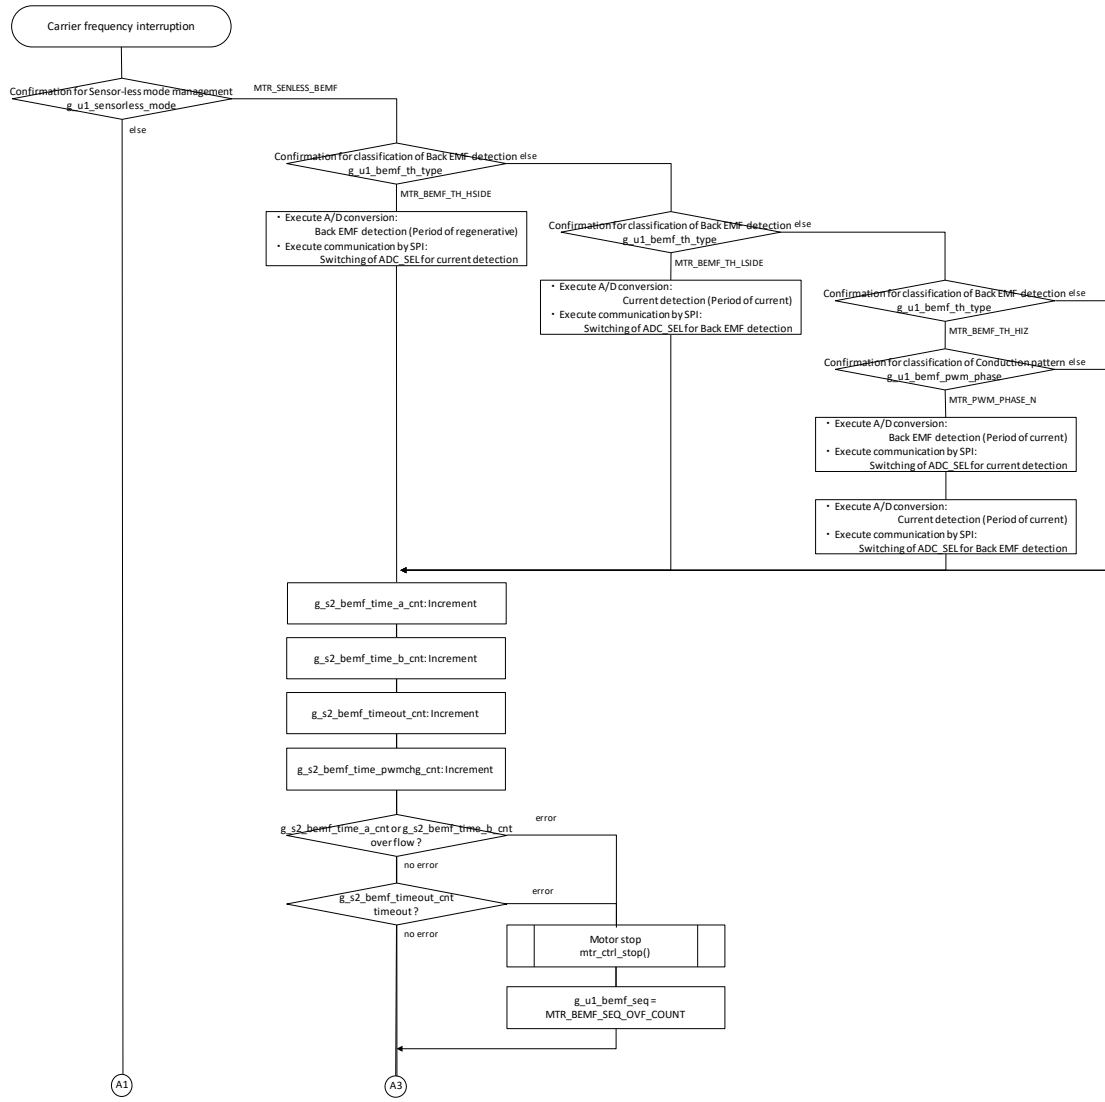 Carrier frequency interruption
Confirmation for Sensor-less mode management
g_u1_sensorless_mode
MTR_SENLESS_BEMF
else
Confirmation for classification of Back EMF detection
g_u1_bemf_th_type
else
MTR_BEMF_TH_HSIDE
・ Execute A/D conversion:
Back EMF detection (Period of regenerative)
・ Execute communication by SPI:
Switching of ADC_SEL for current detection
Confirmation for classification of Back EMF detection
g_u1_bemf_th_type
else
MTR_BEMF_TH_LSIDE
・ Execute A/D conversion:
Current detection (Period of current)
・ Execute communication by SPI:
Switching of ADC_SEL for Back EMF detection
Confirmation for classification of Back EMF detection
g_u1_bemf_th_type
else
MTR_BEMF_TH_HIZ
Confirmation for classification of Conduction pattern
g_u1_bemf_pwm_phase
else
MTR_PWM_PHASE_N
・ Execute A/D conversion:
Back EMF detection (Period of current)
・ Execute communication by SPI:
Switching of ADC_SEL for current detection
・ Execute A/D conversion:
Current detection (Period of current)
・ Execute communication by SPI:
Switching of ADC_SEL for Back EMF detection
g_s2_bemf_time_a_cnt: Increment
g_s2_bemf_time_b_cnt: Increment
g_s2_bemf_timeout_cnt: Increment
g_s2_bemf_time_pwmchg_cnt: Increment
g_s2_bemf_time_a_cnt or g_s2_bemf_time_b_cnt
over flow ?
error
no error
g_s2_bemf_timeout_cnt
timeout ?
error
no error
Motor stop
mtr_ctrl_stop()
g_u1_bemf_seq =
MTR_BEMF_SEQ_OVF_COUNT
A1
A3